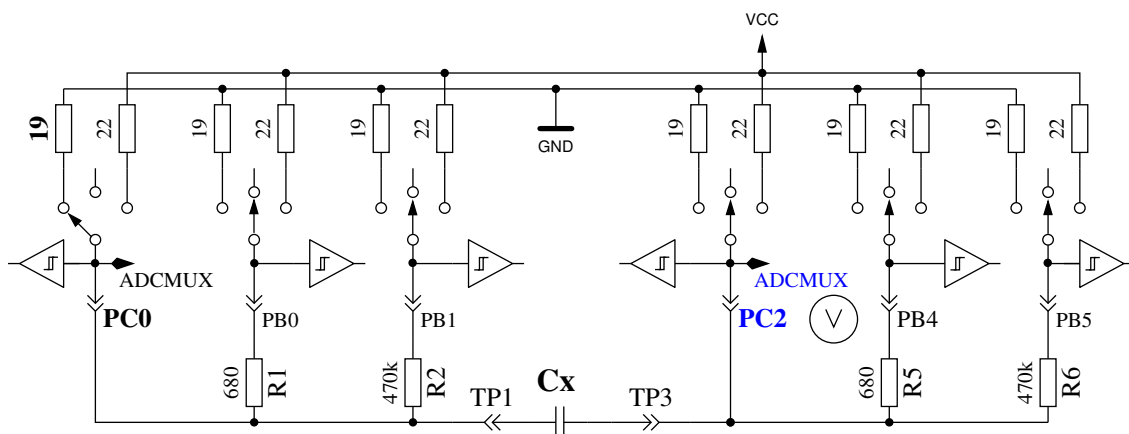 VCC
19
22
19
22
19
22
GND
19
22
19
22
19
22
ADCMUX
ADCMUX
PC0
PB0
PB1
PC2
V
PB4
PB5
680
R1
470k
R2
TP1
Cx
TP3
680
R5
470k
R6